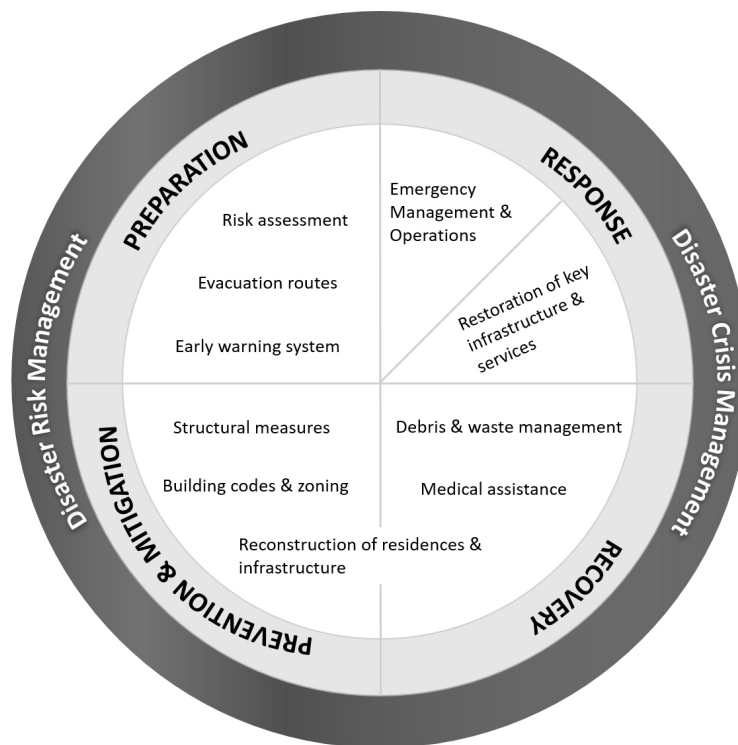 PREPARATION
RESPONSE
Disaster Risk Management
Disaster Crisis Management
Risk assessment
Evacuation routes
Early warning system
Emergency
Management &
Operations
Restoration of key
infrastructure &
services
Structural measures
Building codes & zoning
Debris & waste management
Medical assistance
Reconstruction of residences &
infrastructure
PREVENTION & MITIGATION
RECOVERY